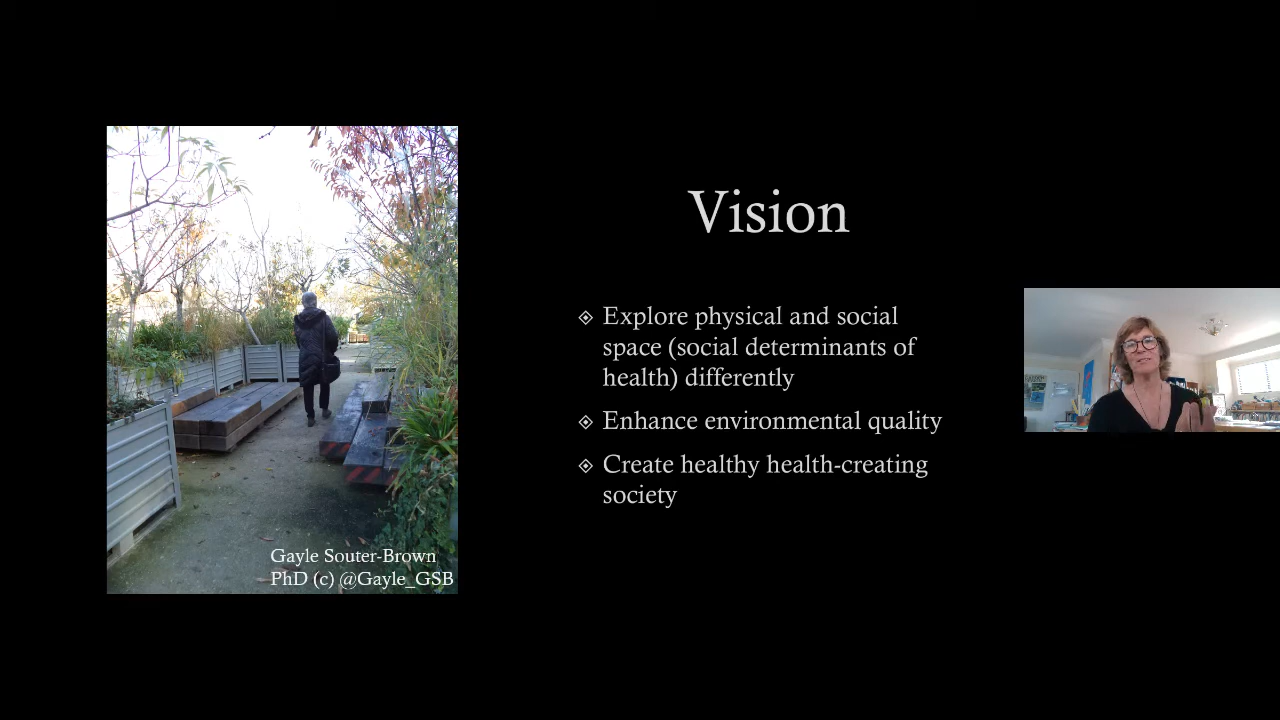 Vision
Explore physical and social
space (social determinants of
health) differently
Enhance environmental quality
Create healthy health-creating
society
Gayle Souter-Brown
PhD (c) @Gayle_GSB